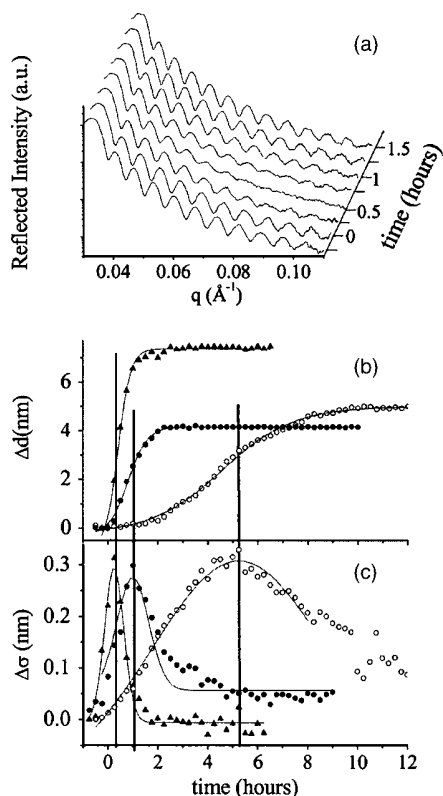 (a)
Reflected Intensity (a.u.)
1.5
1
0.5
0
time (hours)
0.04 0.06 0.08 0.10
q (Å-1)
(b)
6
4
2
0
Δd(nm)
(c)
0.3
0.2
0.1
0.0
Δσ (nm)
0 2 4 6 8 10 12
time (hours)